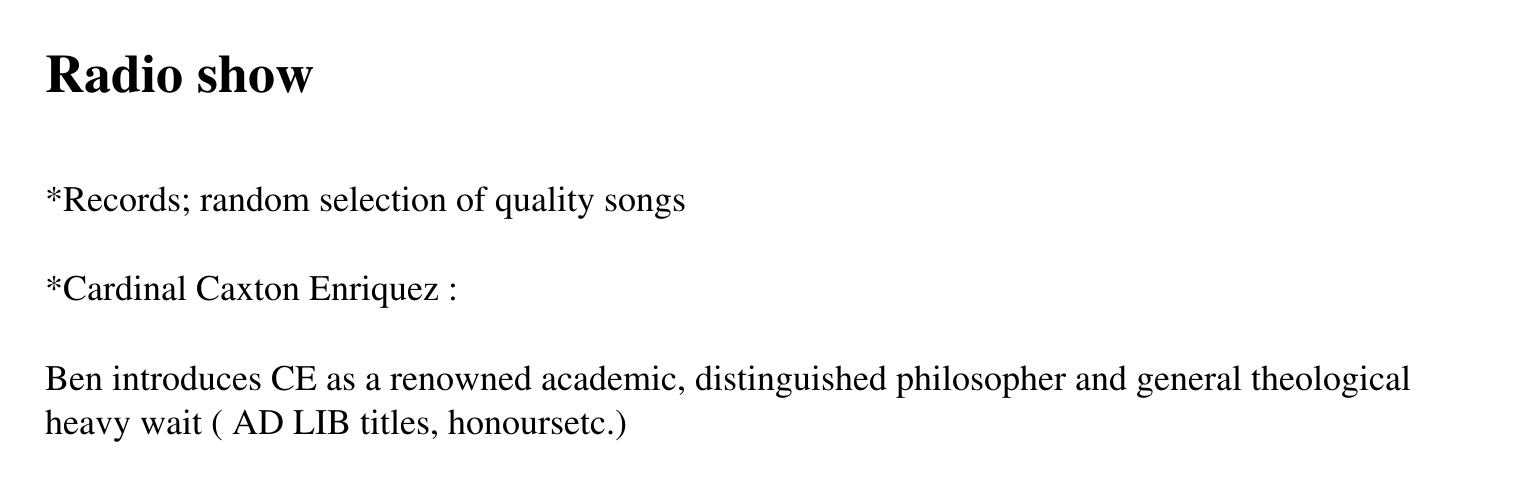 Radio show
*Records; random selection of quality songs
*Cardinal Caxton Enriquez :
Ben introduces CE as a renowned academic, distinguished philosopher and general theological
heavy wait ( AD LIB titles, honoursetc.)